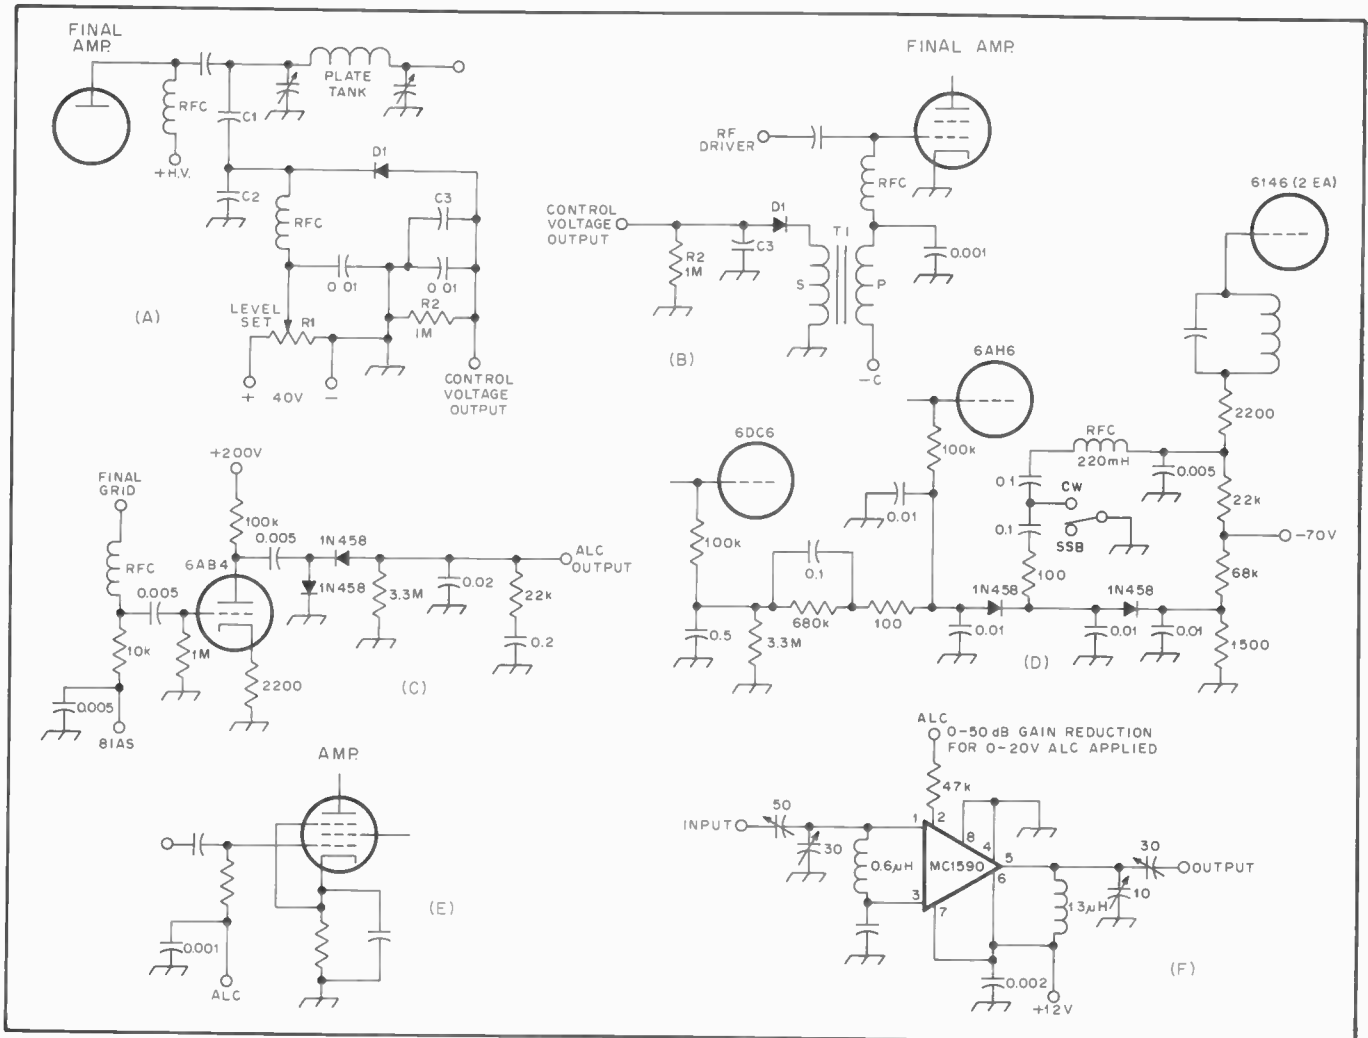 FINAL
AMP.
RFC
+H.V.
C1
PLATE
TANK
C2
D1
RFC
C3
0 01
0 01
LEVEL
SET
R1
R2
1M
+ 40V −
CONTROL
VOLTAGE
OUTPUT
(A)
FINAL AMP.
RF
DRIVER
RFC
CONTROL
VOLTAGE
OUTPUT
D1
T1
R2
1M
C3
S
P
0.001
−C
(B)
+200V
FINAL
GRID
100k
0.005
1N458
ALC
OUTPUT
RFC
6AB4
0.005
1N458
3.3M
0.02
22k
10k
1M
0.2
2200
0.005
BIAS
(C)
6146 (2 EA)
6AH6
2200
6DC6
100k
RFC
220mH
0.005
0.1
CW
22k
0.01
0.1
SSB
−70V
100k
0.1
100
68k
1N458
1N458
680k
100
0.5
3.3M
0.01
0.01
0.01
1500
(D)
AMP.
0.001
ALC
(E)
ALC
0-50 dB GAIN REDUCTION
FOR 0-20V ALC APPLIED
47k
50
INPUT
1
2
8
4
30
5
OUTPUT
30
0.6μH
MC1590
6
10
3
7
1.3μH
0.002
+12V
(F)